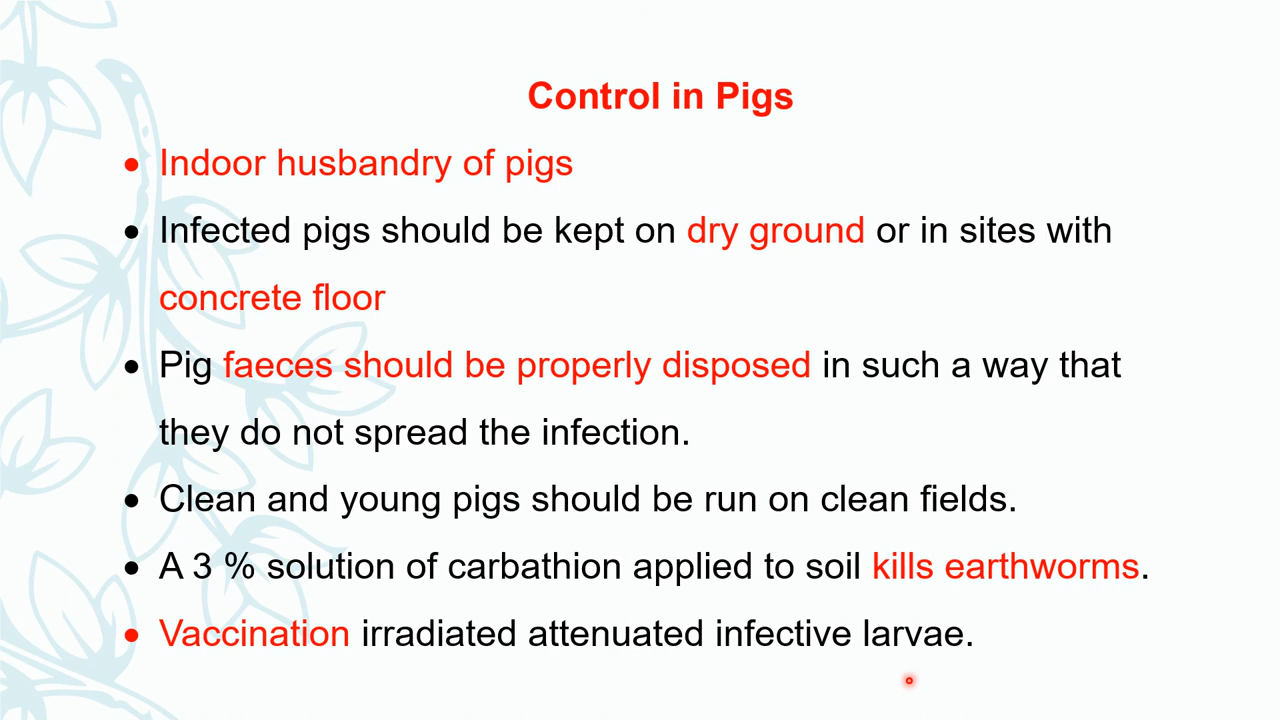 Control in Pigs
• Indoor husbandry of pigs
• Infected pigs should be kept on dry ground or in sites with
concrete floor
• Pig faeces should be properly disposed in such a way that
they do not spread the infection.
• Clean and young pigs should be run on clean fields.
• A 3 % solution of carbathion applied to soil kills earthworms.
• Vaccination irradiated attenuated infective larvae.